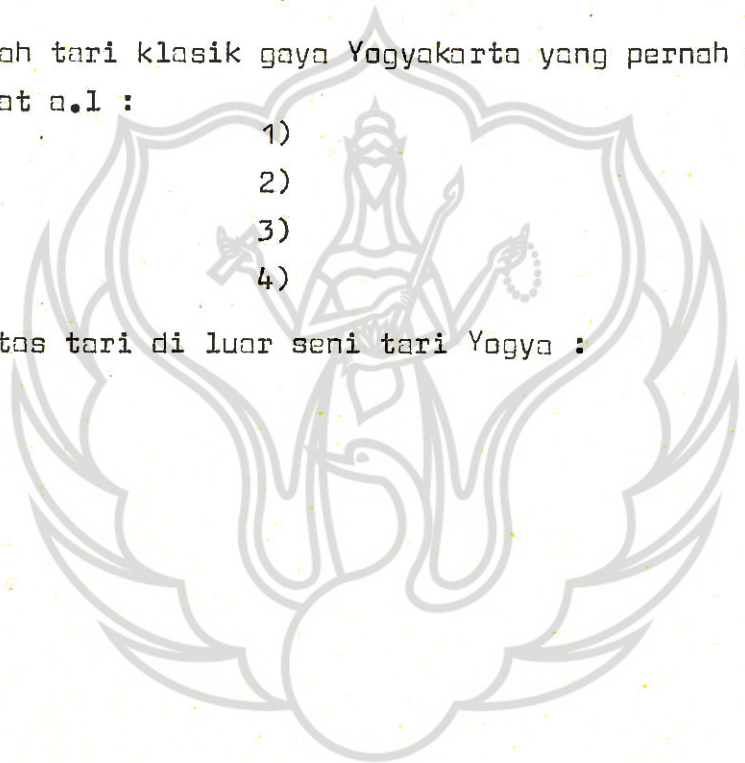 ah tari klasik gaya Yogyakarta yang pernah
at a.l :
1)
2)
3)
4)
tas tari di luar seni tari Yogya :